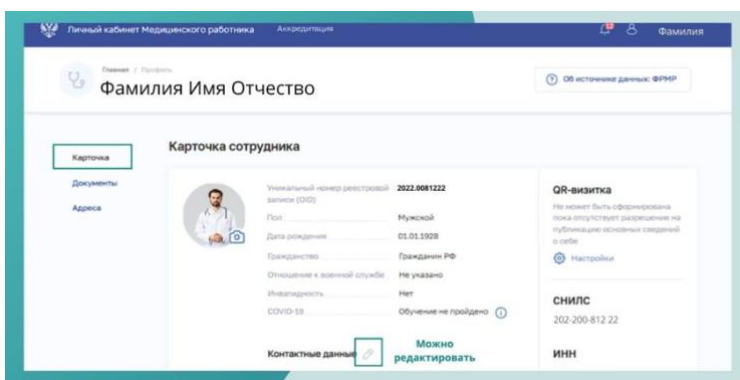 Личный кабинет Медицинского работника
Аккредитация
Фамилия
Главная / Профиль
Фамилия Имя Отчество
Об источнике данных: ФРМР
Карточка
Документы
Адреса
Карточка сотрудника
Уникальный номер реестровой записи (OID) 2022.0081222
Пол Мужской
Дата рождения 01.01.1928
Гражданство Гражданин РФ
Отношение к военной службе Не указано
Инвалидность Нет
COVID-19 Обучение не пройдено
Контактные данные
Можно
редактировать
QR-визитка
Не может быть сформирована
пока отсутствует разрешение на
публикацию основных сведений
о себе
Настройки
СНИЛС
202-200-812 22
ИНН